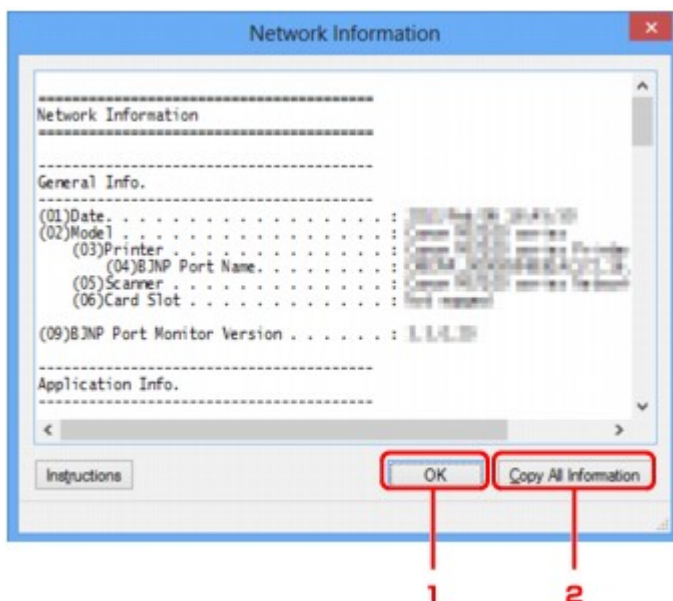 Network Information
========================================
Network Information
========================================
----------------------------------------
General Info.
----------------------------------------
(01)Date. . . . . . . . . . . . . . . . . :
(02)Model . . . . . . . . . . . . . . . . :
(03)Printer . . . . . . . . . . . . . :
(04)BJNP Port Name. . . . . . . . :
(05)Scanner . . . . . . . . . . . . . :
(06)Card Slot . . . . . . . . . . . . :
(09)BJNP Port Monitor Version . . . . . . :
----------------------------------------
Application Info.
----------------------------------------
Instructions OK Copy All Information
1 2